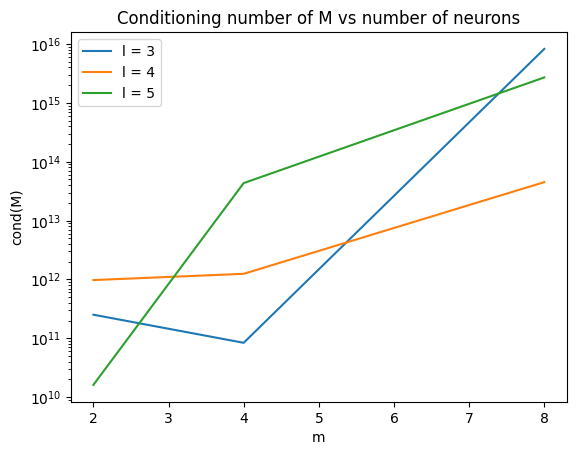 Conditioning number of M vs number of neurons
l = 3
l = 4
l = 5
cond(M)
10^16
10^15
10^14
10^13
10^12
10^11
10^10
2 3 4 5 6 7 8
m